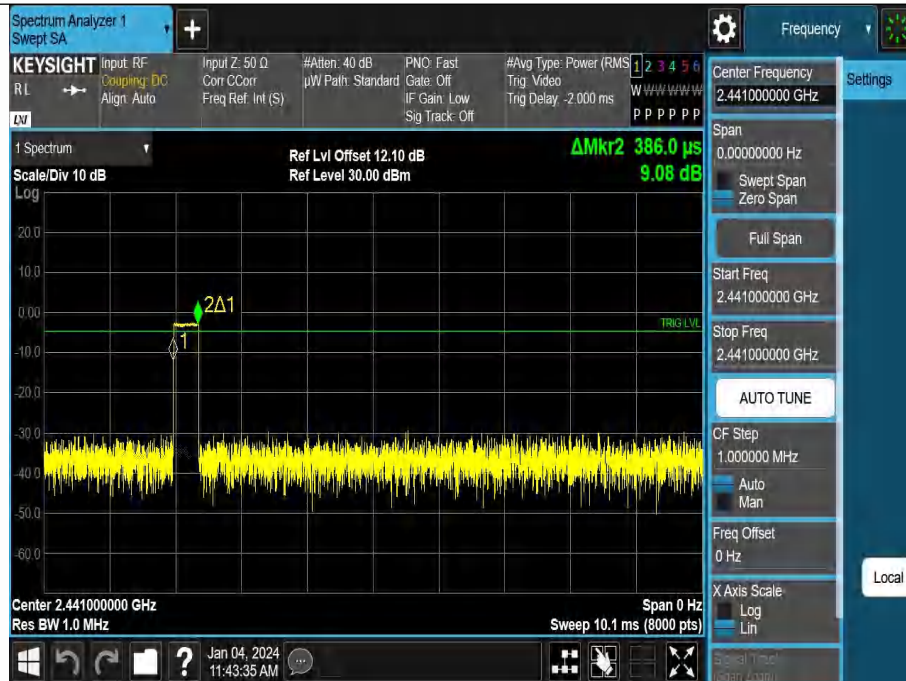 Spectrum Analyzer 1
Swept SA
Frequency
KEYSIGHT
R L
LXI
Input: RF
Coupling: DC
Align: Auto
Input Z: 50 Ω
Corr CCorr
Freq Ref: Int (S)
#Atten: 40 dB
µW Path: Standard
PNO: Fast
Gate: Off
IF Gain: Low
Sig Track: Off
#Avg Type: Power (RMS
Trig: Video
Trig Delay: -2.000 ms
1 2 3 4 5 6
W W W W W W
P P P P P P
1 Spectrum
Scale/Div 10 dB
Log
Ref Lvl Offset 12.10 dB
Ref Level 30.00 dBm
ΔMkr2 386.0 µs
9.08 dB
20.0
10.0
0.00
-10.0
-20.0
-30.0
-40.0
-50.0
-60.0
2Δ1
1
TRIG LVL
Center 2.441000000 GHz
Res BW 1.0 MHz
Span 0 Hz
Sweep 10.1 ms (8000 pts)
Jan 04, 2024
11:43:35 AM
Center Frequency
2.441000000 GHz
Span
0.00000000 Hz
Swept Span
Zero Span
Full Span
Start Freq
2.441000000 GHz
Stop Freq
2.441000000 GHz
AUTO TUNE
CF Step
1.000000 MHz
Auto
Man
Freq Offset
0 Hz
X Axis Scale
Log
Lin
Signal Track
(Span Zoom)
Settings
Local